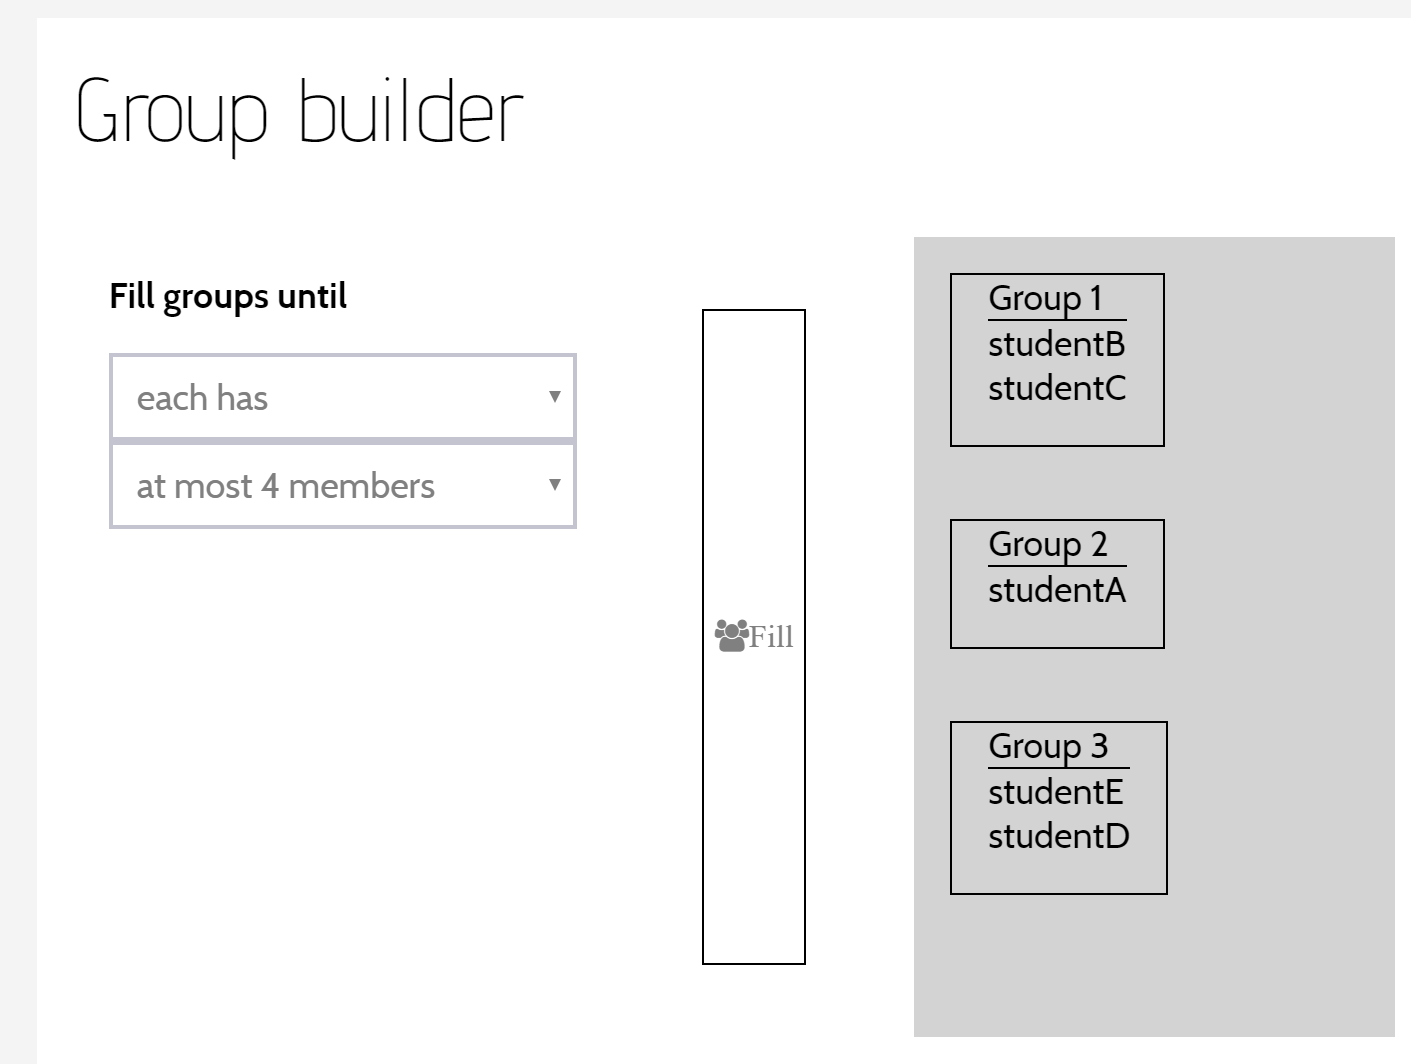 Group builder
Fill groups until
each has
at most 4 members
Fill
Group 1
studentB
studentC
Group 2
studentA
Group 3
studentE
studentD